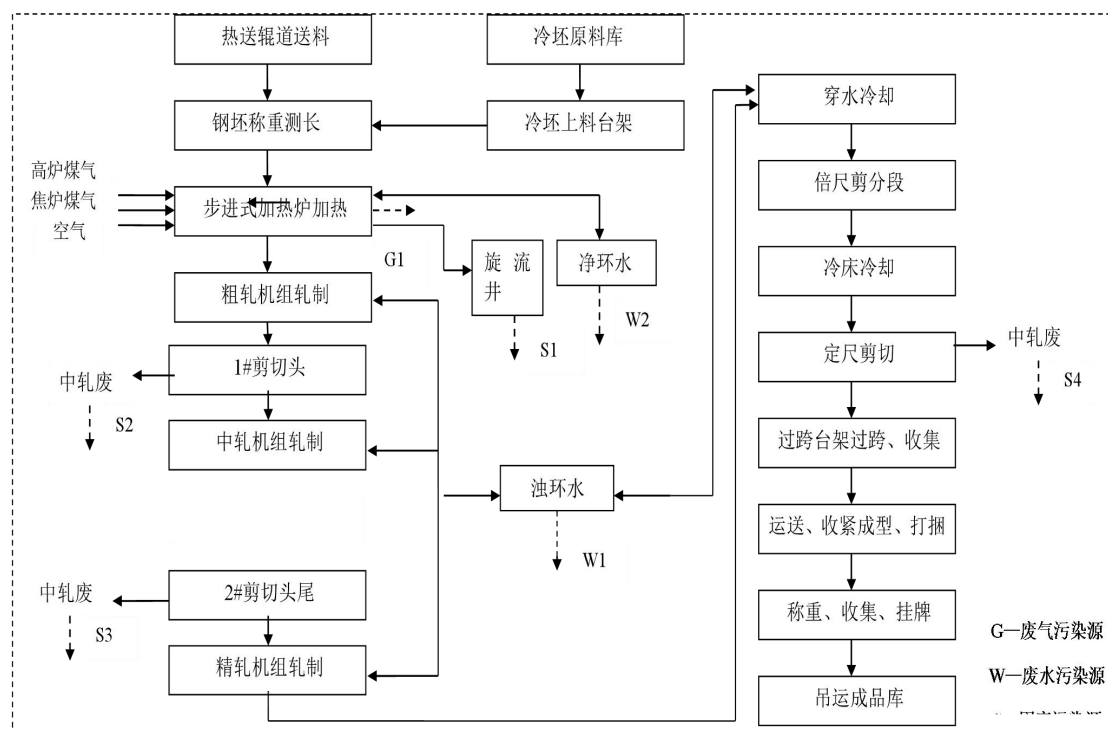 热送辊道送料
冷坯原料库
钢坯称重测长
冷坯上料台架
高炉煤气
焦炉煤气
空气
步进式加热炉加热
G1
旋流
井
净环水
S1
W2
粗轧机组轧制
1#剪切头
中轧废
S2
中轧机组轧制
浊环水
W1
2#剪切头尾
中轧废
S3
精轧机组轧制
穿水冷却
倍尺剪分段
冷床冷却
定尺剪切
中轧废
S4
过跨台架过跨、收集
运送、收紧成型、打捆
称重、收集、挂牌
吊运成品库
G—废气污染源
W—废水污染源